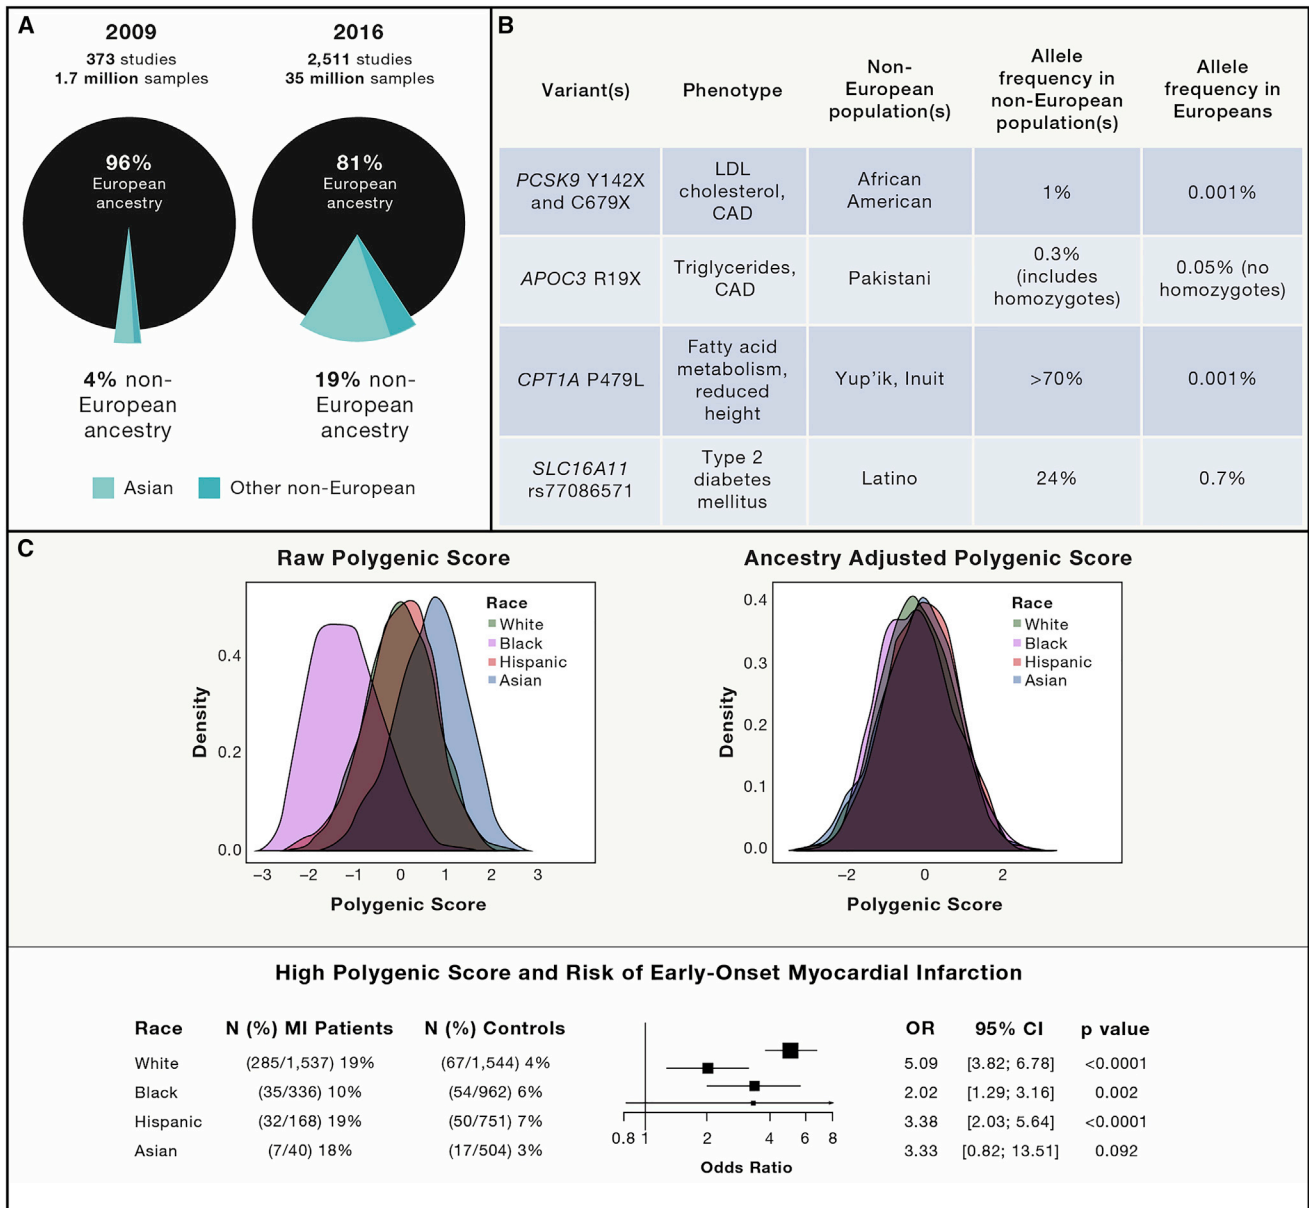 A
2009
373 studies
1.7 million samples
96%
European
ancestry
4% non-
European
ancestry
2016
2,511 studies
35 million samples
81%
European
ancestry
19% non-
European
ancestry
Asian
Other non-European
B
Variant(s)
Phenotype
Non-
European
population(s)
Allele
frequency in
non-European
population(s)
Allele
frequency in
Europeans
PCSK9 Y142X
and C679X
LDL
cholesterol,
CAD
African
American
1%
0.001%
APOC3 R19X
Triglycerides,
CAD
Pakistani
0.3%
(includes
homozygotes)
0.05% (no
homozygotes)
CPT1A P479L
Fatty acid
metabolism,
reduced
height
Yup’ik, Inuit
>70%
0.001%
SLC16A11
rs77086571
Type 2
diabetes
mellitus
Latino
24%
0.7%
C
Raw Polygenic Score
Race
White
Black
Hispanic
Asian
Density
0.4
0.2
0.0
−3 −2 −1 0 1 2 3
Polygenic Score
Ancestry Adjusted Polygenic Score
Race
White
Black
Hispanic
Asian
Density
0.4
0.3
0.2
0.1
0.0
−2 0 2
Polygenic Score
High Polygenic Score and Risk of Early-Onset Myocardial Infarction
Race N (%) MI Patients N (%) Controls OR 95% CI p value
White (285/1,537) 19% (67/1,544) 4% 5.09 [3.82; 6.78] <0.0001
Black (35/336) 10% (54/962) 6% 2.02 [1.29; 3.16] 0.002
Hispanic (32/168) 19% (50/751) 7% 3.38 [2.03; 5.64] <0.0001
Asian (7/40) 18% (17/504) 3% 3.33 [0.82; 13.51] 0.092
0.8 1 2 4 6 8
Odds Ratio